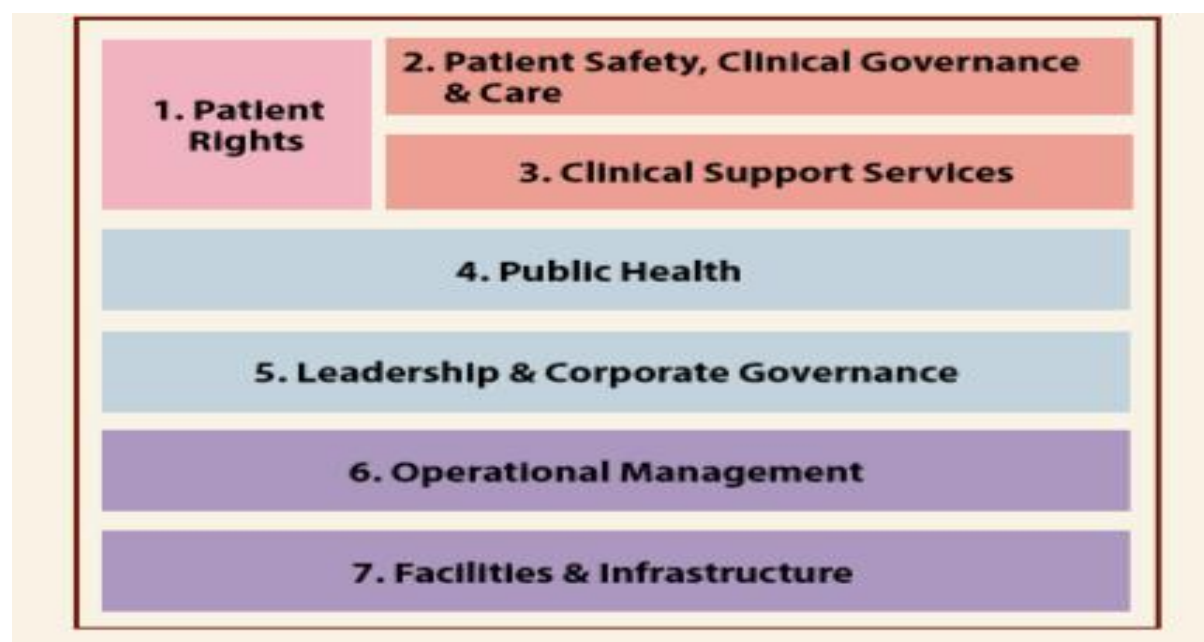 1. Patient
Rights
2. Patient Safety, Clinical Governance
& Care
3. Clinical Support Services
4. Public Health
5. Leadership & Corporate Governance
6. Operational Management
7. Facilities & Infrastructure